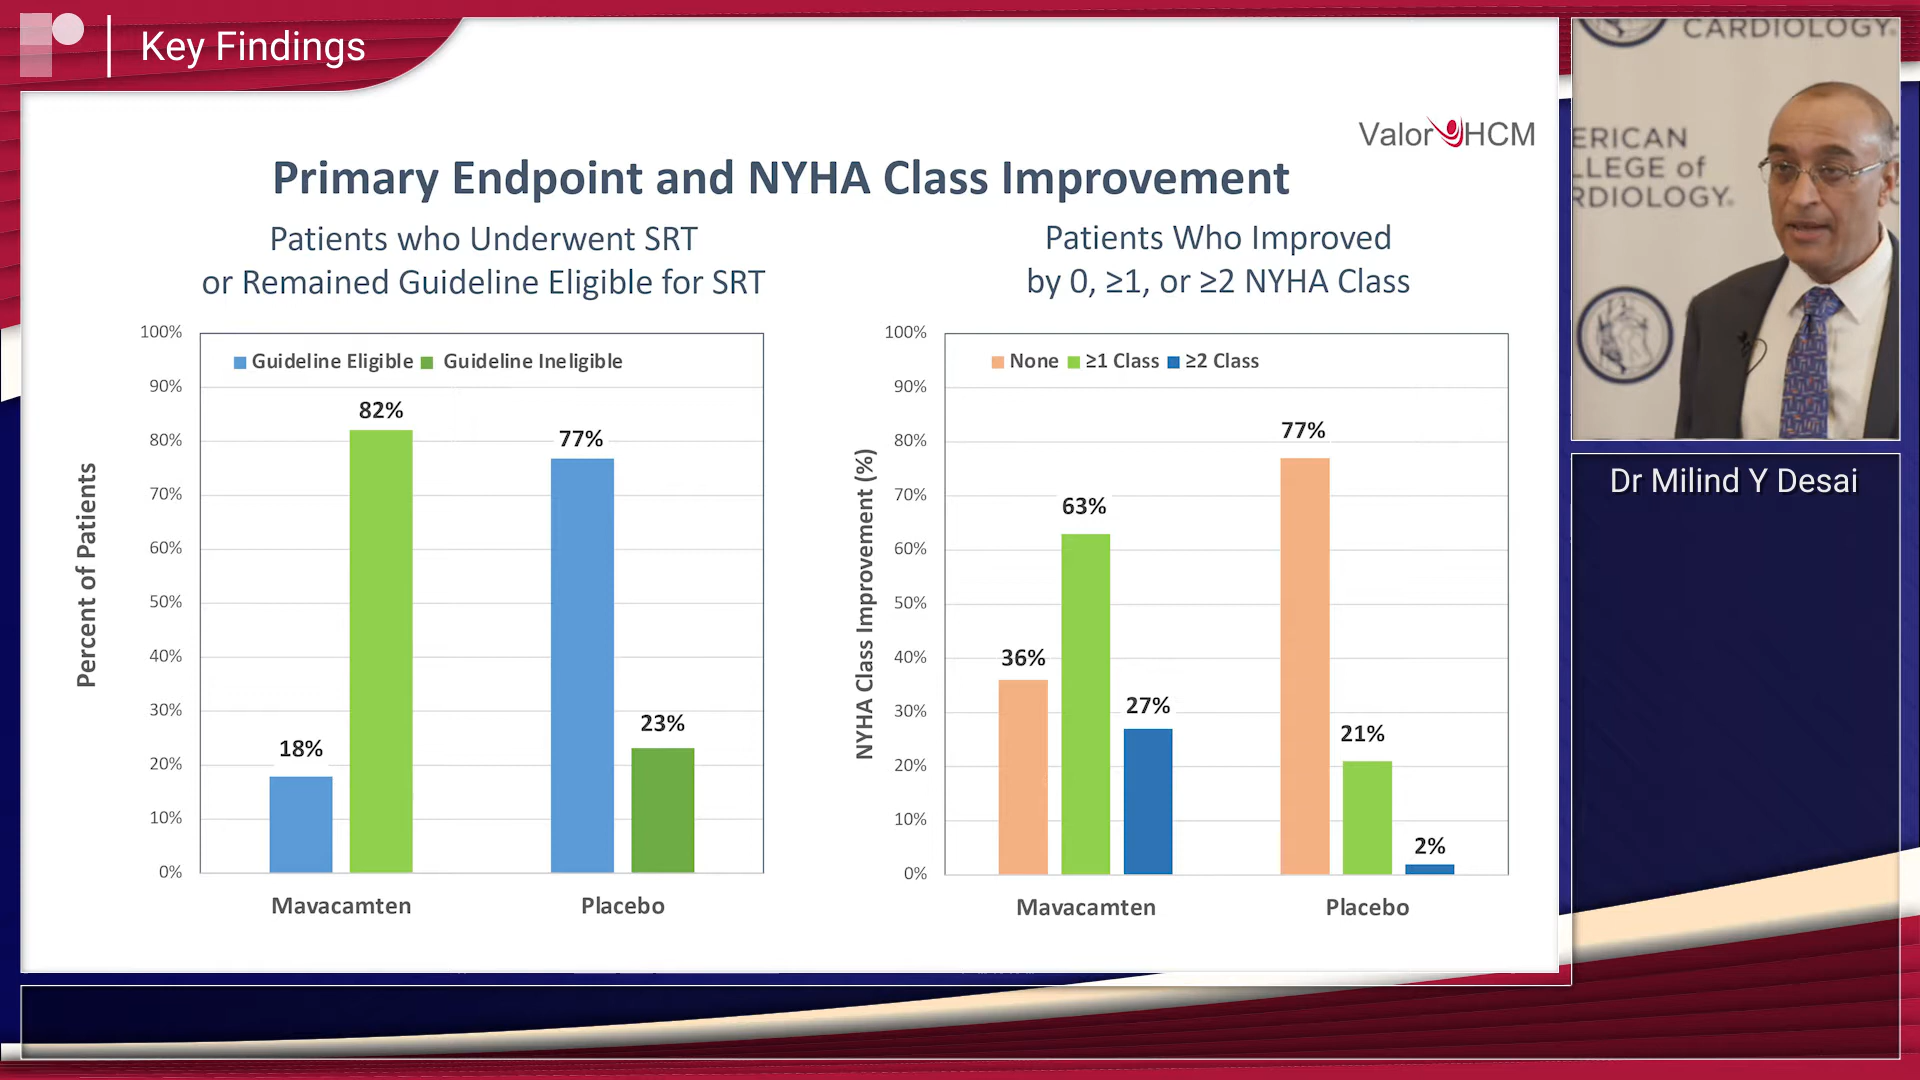 Key Findings
Valor HCM
Primary Endpoint and NYHA Class Improvement
Patients who Underwent SRT
or Remained Guideline Eligible for SRT
100%
90%
80%
70%
60%
50%
40%
30%
20%
10%
0%
Percent of Patients
Guideline Eligible
Guideline Ineligible
18%
82%
77%
23%
Mavacamten
Placebo
Patients Who Improved
by 0, ≥1, or ≥2 NYHA Class
100%
90%
80%
70%
60%
50%
40%
30%
20%
10%
0%
NYHA Class Improvement (%)
None
≥1 Class
≥2 Class
36%
63%
27%
77%
21%
2%
Mavacamten
Placebo
CARDIOLOGY.
ERICAN
LLEGE of
RDIOLOGY.
Dr Milind Y Desai